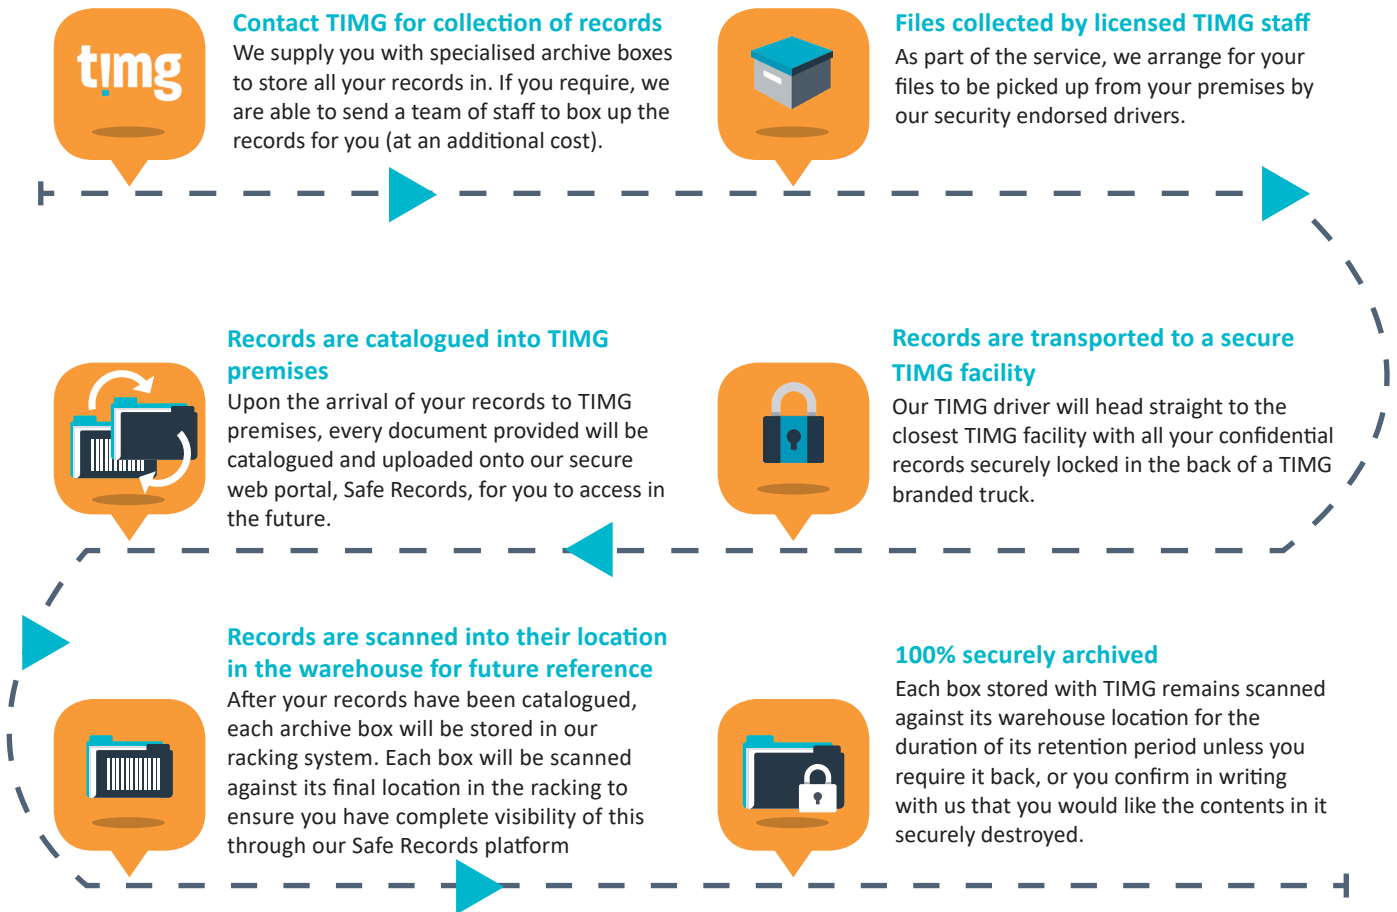 timg
Contact TIMG for collection of records
We supply you with specialised archive boxes
to store all your records in. If you require, we
are able to send a team of staff to box up the
records for you (at an additional cost).
Files collected by licensed TIMG staff
As part of the service, we arrange for your
files to be picked up from your premises by
our security endorsed drivers.
Records are transported to a secure
TIMG facility
Our TIMG driver will head straight to the
closest TIMG facility with all your confidential
records securely locked in the back of a TIMG
branded truck.
Records are catalogued into TIMG
premises
Upon the arrival of your records to TIMG
premises, every document provided will be
catalogued and uploaded onto our secure
web portal, Safe Records, for you to access in
the future.
Records are scanned into their location
in the warehouse for future reference
After your records have been catalogued,
each archive box will be stored in our
racking system. Each box will be scanned
against its final location in the racking to
ensure you have complete visibility of this
through our Safe Records platform
100% securely archived
Each box stored with TIMG remains scanned
against its warehouse location for the
duration of its retention period unless you
require it back, or you confirm in writing
with us that you would like the contents in it
securely destroyed.